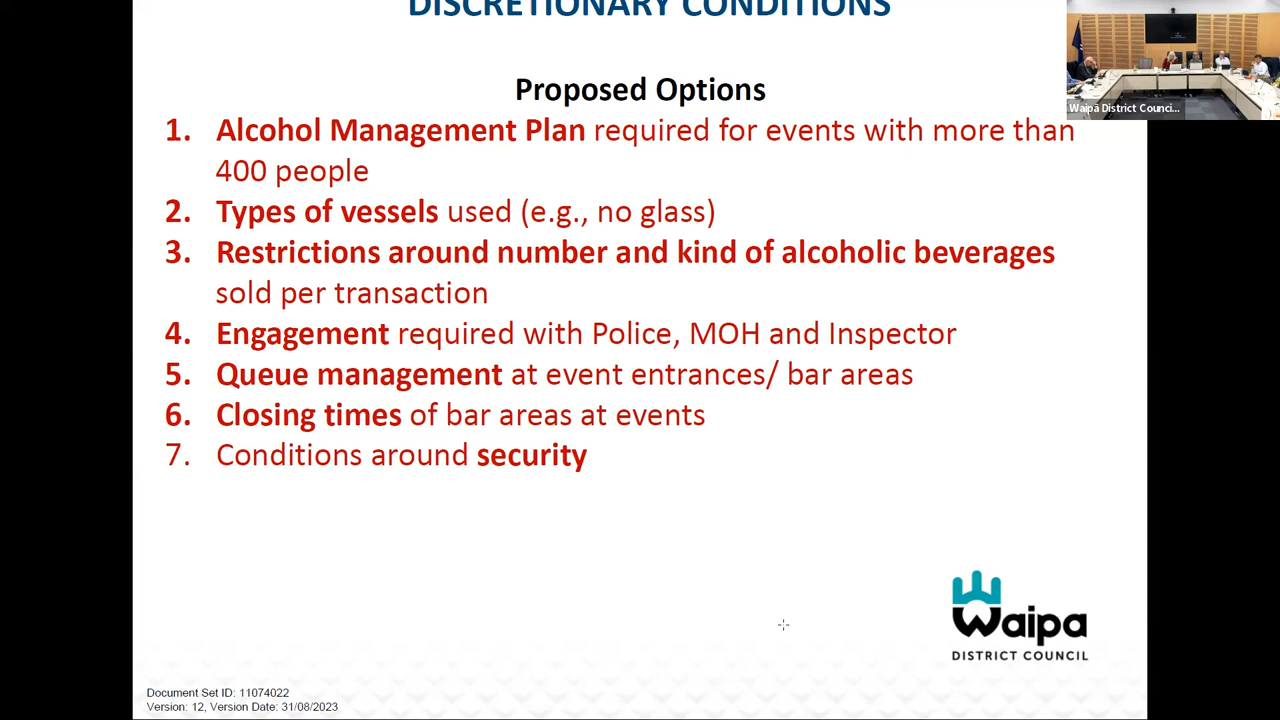 DISCRETIONARY CONDITIONS
Proposed Options
1. Alcohol Management Plan required for events with more than
400 people
2. Types of vessels used (e.g., no glass)
3. Restrictions around number and kind of alcoholic beverages
sold per transaction
4. Engagement required with Police, MOH and Inspector
5. Queue management at event entrances/ bar areas
6. Closing times of bar areas at events
7. Conditions around security
Waipā District Counci...
Waipa
DISTRICT COUNCIL
Document Set ID: 11074022
Version: 12, Version Date: 31/08/2023